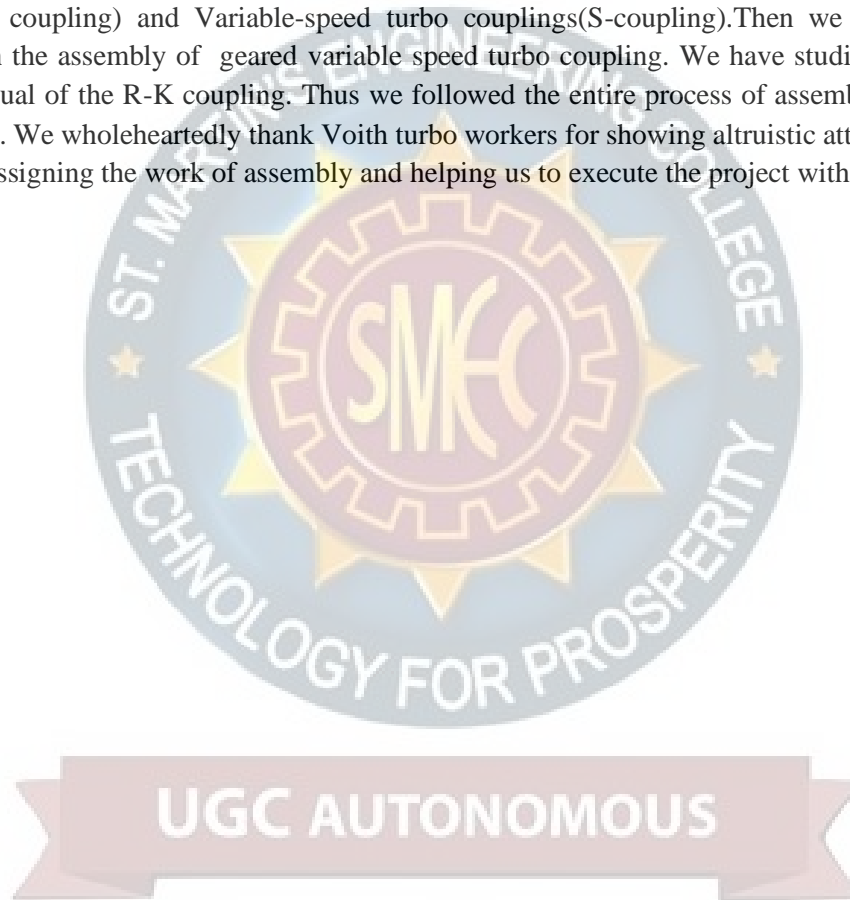 coupling) and Variable-speed turbo couplings(S-coupling).Then we
the assembly of geared variable speed turbo coupling. We have studi
ual of the R-K coupling. Thus we followed the entire process of assemb
. We wholeheartedly thank Voith turbo workers for showing altruistic att
ssigning the work of assembly and helping us to execute the project with
ST. MARTIN'S ENGINEERING COLLEGE
SMEC
TECHNOLOGY FOR PROSPERITY
UGC AUTONOMOUS